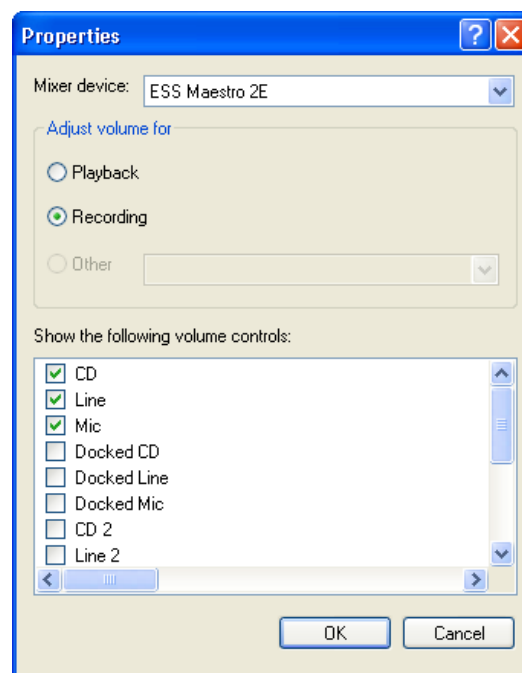 Properties
Mixer device: ESS Maestro 2E
Adjust volume for
Playback
Recording
Other
Show the following volume controls:
CD
Line
Mic
Docked CD
Docked Line
Docked Mic
CD 2
Line 2
OK Cancel